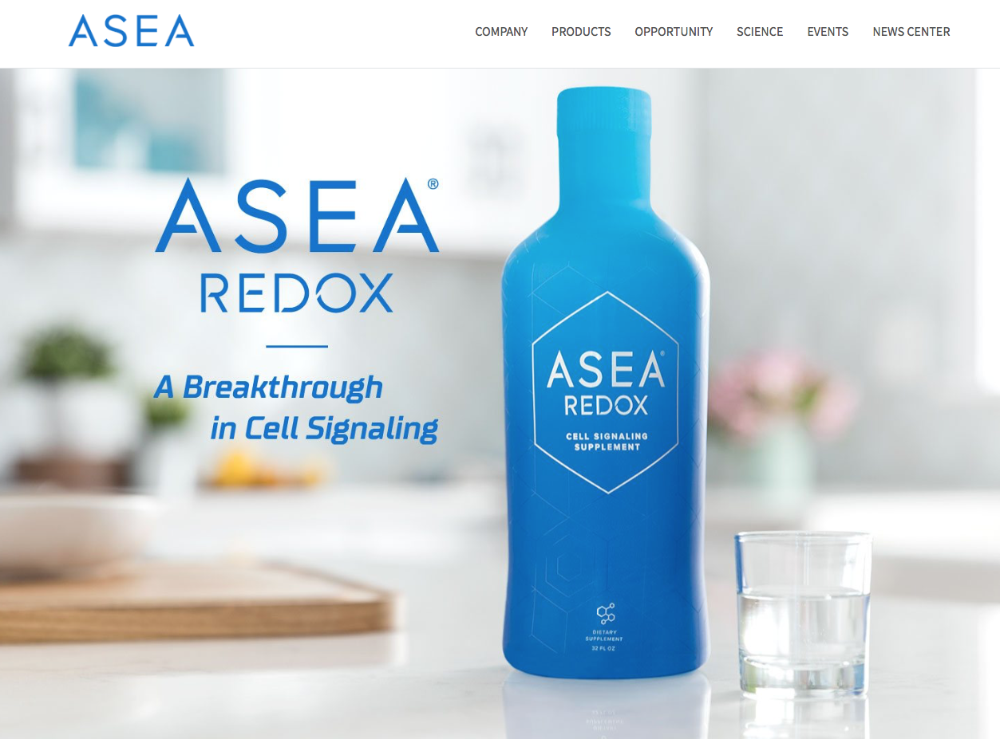 ASEA
COMPANY PRODUCTS OPPORTUNITY SCIENCE EVENTS NEWS CENTER
ASEA®
REDOX
A Breakthrough
in Cell Signaling
ASEA®
REDOX
CELL SIGNALING
SUPPLEMENT
DIETARY
SUPPLEMENT
32 FL OZ